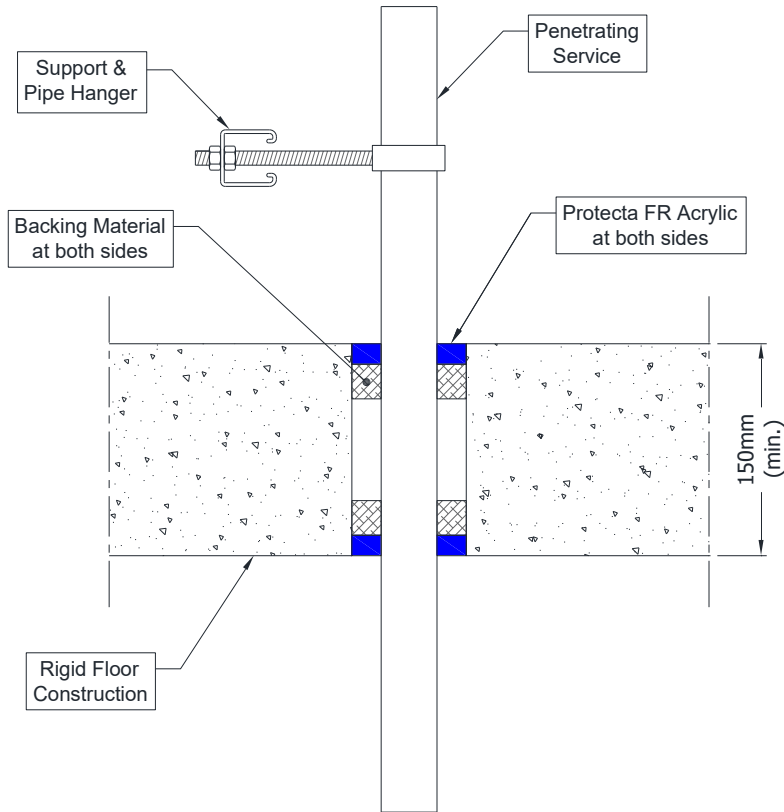 Penetrating
Service
Support &
Pipe Hanger
Backing Material
at both sides
Protecta FR Acrylic
at both sides
150mm
(min.)
Rigid Floor
Construction